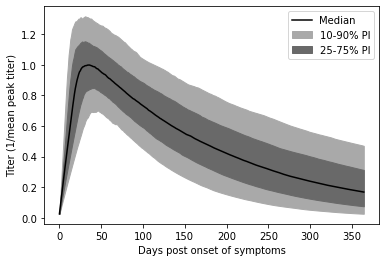 Median
10-90% PI
25-75% PI
Titer (1/mean peak titer)
1.2
1.0
0.8
0.6
0.4
0.2
0.0
0 50 100 150 200 250 300 350
Days post onset of symptoms